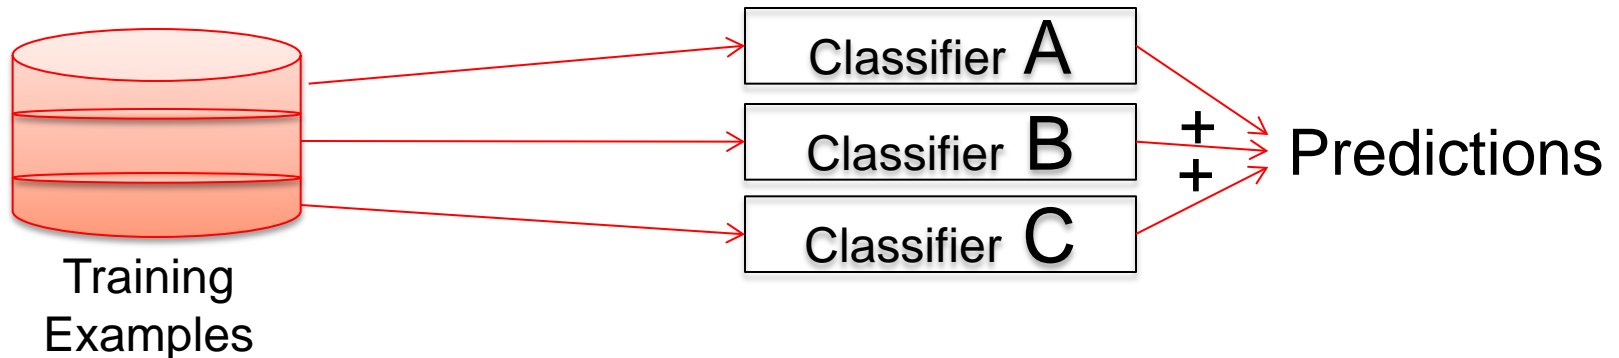 Classifier A
Classifier B
Classifier C
+
+
Predictions
Training
Examples